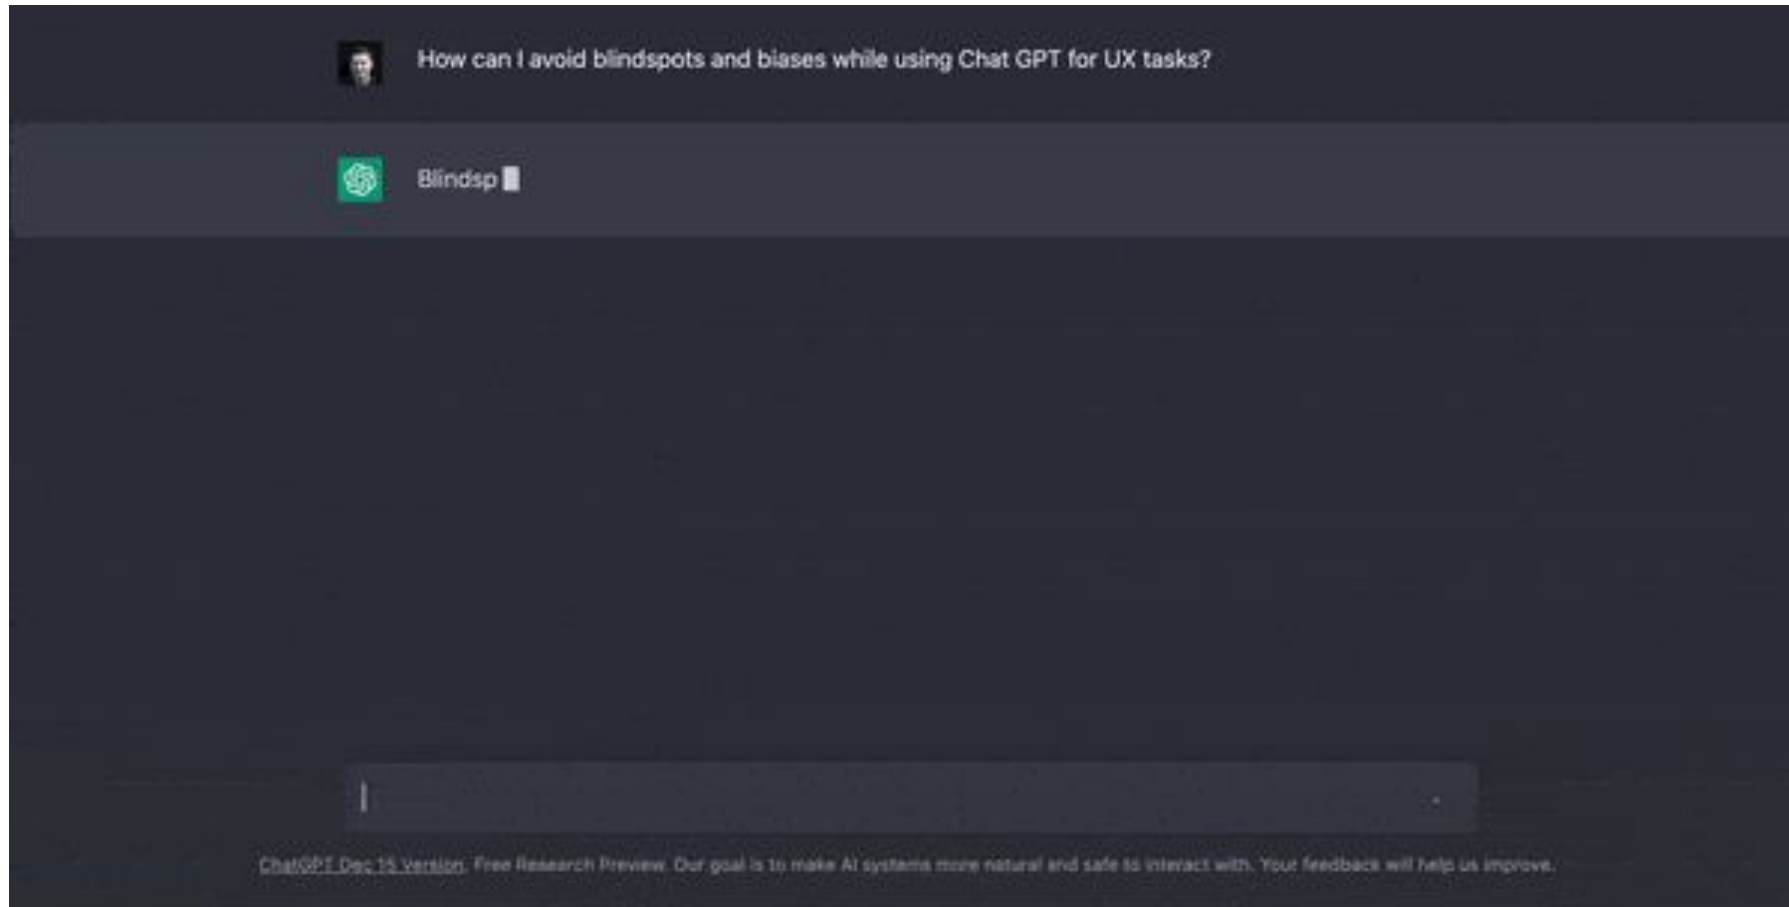 How can I avoid blindspots and biases while using Chat GPT for UX tasks?
Blindsp
ChatGPT Dec 15 Version. Free Research Preview. Our goal is to make AI systems more natural and safe to interact with. Your feedback will help us improve.